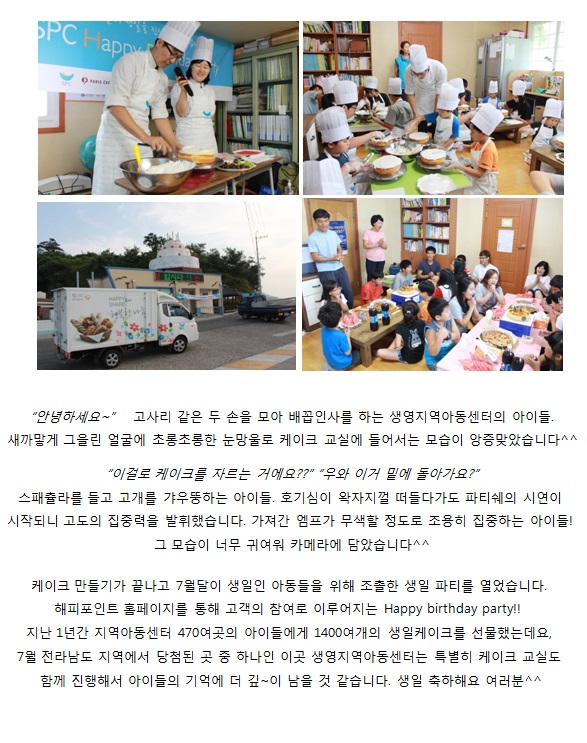 SPC Happy
SPC
PARIS
HAPPY
“안녕하세요~” 고사리 같은 두 손을 모아 배꼽인사를 하는 생영지역아동센터의 아이들.
새까맣게 그을린 얼굴에 초롱초롱한 눈망울로 케이크 교실에 들어서는 모습이 앙증맞았습니다^^
“이걸로 케이크를 자르는 거에요??” “우와 이거 밑에 돌아가요?”
스패츌라를 들고 고개를 갸우뚱하는 아이들. 호기심이 왁자지껄 떠들다가도 파티쉐의 시연이
시작되니 고도의 집중력을 발휘했습니다. 가져간 엠프가 무색할 정도로 조용히 집중하는 아이들!
그 모습이 너무 귀여워 카메라에 담았습니다^^
케이크 만들기가 끝나고 7월달이 생일인 아동들을 위해 조촐한 생일 파티를 열었습니다.
해피포인트 홈페이지를 통해 고객의 참여로 이루어지는 Happy birthday party!!
지난 1년간 지역아동센터 470여곳의 아이들에게 1400여개의 생일케이크를 선물했는데요,
7월 전라남도 지역에서 당첨된 곳 중 하나인 이곳 생영지역아동센터는 특별히 케이크 교실도
함께 진행해서 아이들의 기억에 더 깊~이 남을 것 같습니다. 생일 축하해요 여러분^^